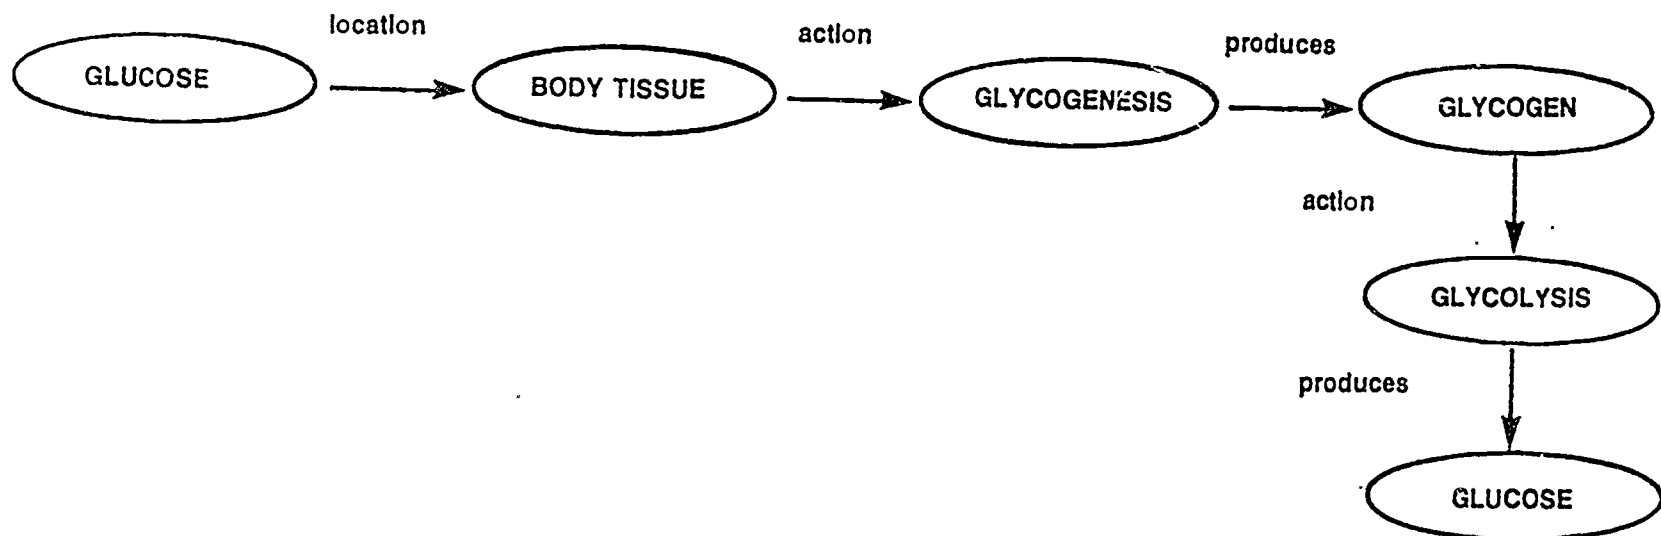 location
GLUCOSE
BODY TISSUE
action
GLYCOGENESIS
produces
GLYCOGEN
action
GLYCOLYSIS
produces
GLUCOSE